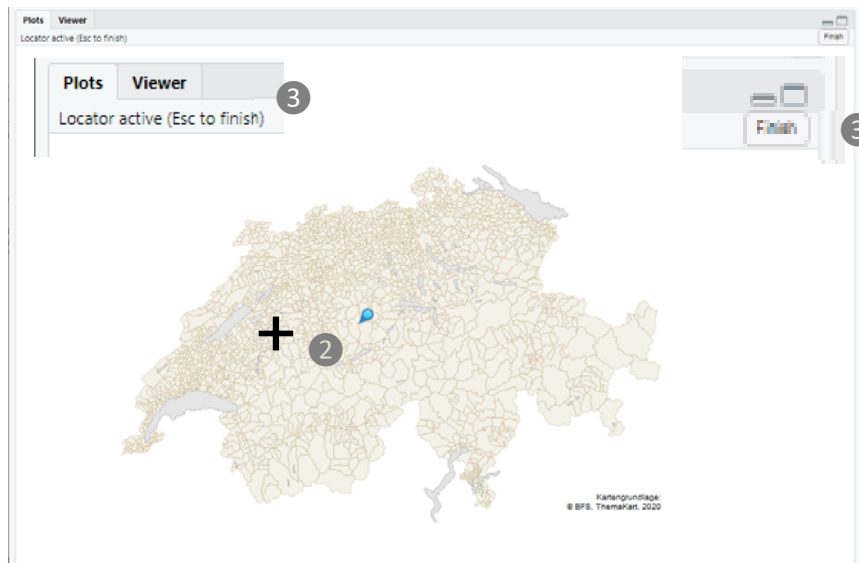 Plots Viewer
Locator active (Esc to finish)
Finish
Plots Viewer
3
Locator active (Esc to finish)
Finish
3
2
Kartengrundlage:
© BFS, ThemaKart, 2020